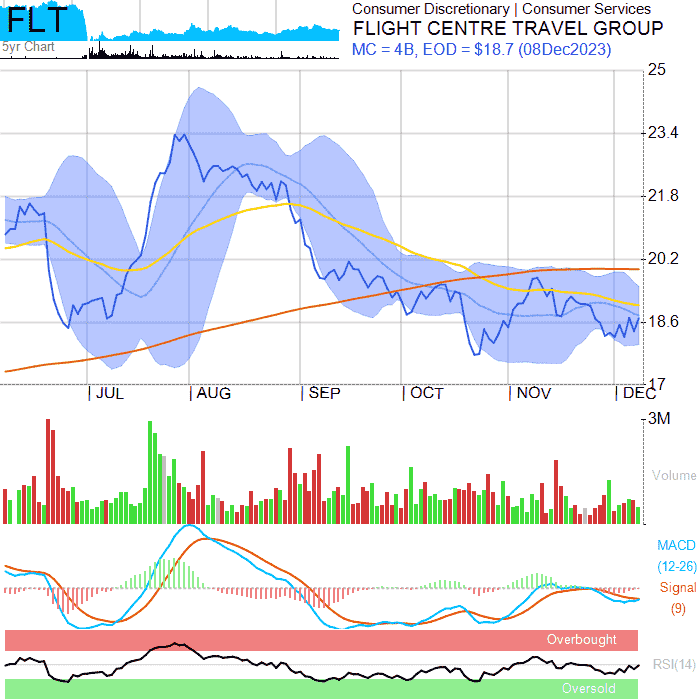 FLT
5yr Chart
Consumer Discretionary | Consumer Services
FLIGHT CENTRE TRAVEL GROUP
MC = 4B, EOD = $18.7 (08Dec2023)
25
23.4
21.8
20.2
18.6
17
JUL
AUG
SEP
OCT
NOV
DEC
3M
Volume
MACD
(12-26)
Signal
(9)
Overbought
RSI(14)
Oversold